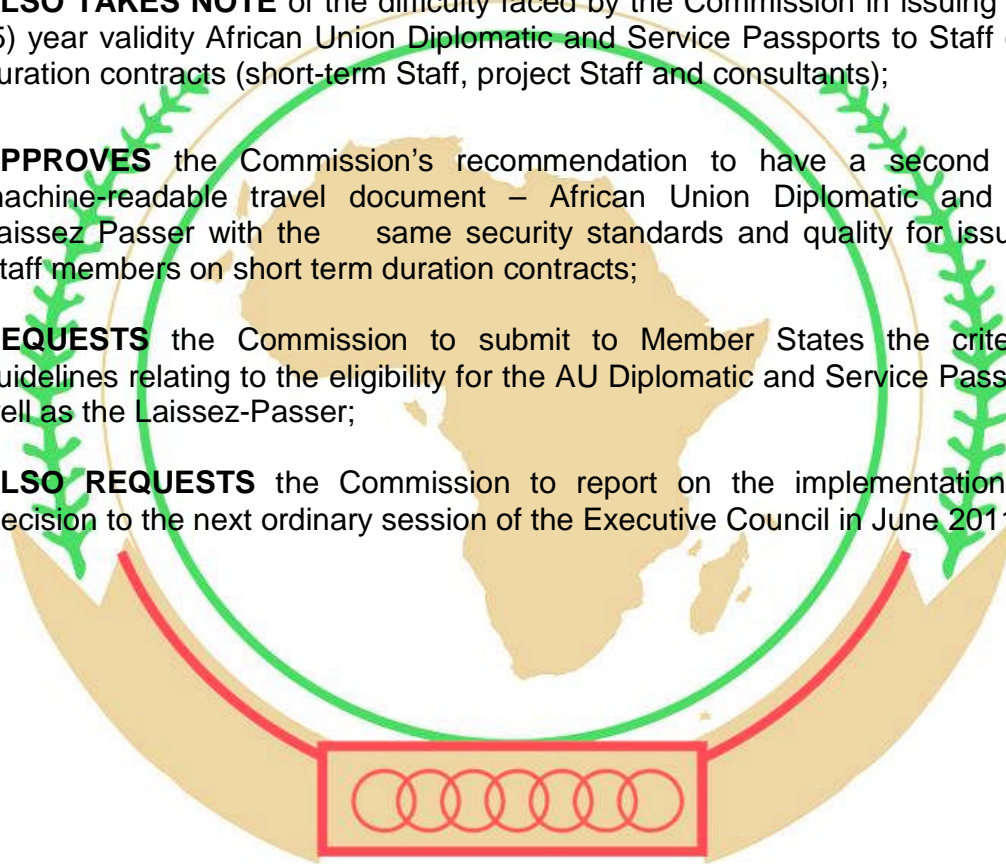 LSO TAKES NOTE of the difficulty faced by the Commission in issuing
5) year validity African Union Diplomatic and Service Passports to Staff
uration contracts (short-term Staff, project Staff and consultants);
PPROVES the Commission's recommendation to have a second
machine-readable travel document – African Union Diplomatic and
aissez Passer with the same security standards and quality for issu
taff members on short term duration contracts;
EQUESTS the Commission to submit to Member States the crite
uidelines relating to the eligibility for the AU Diplomatic and Service Pass
well as the Laissez-Passer;
LSO REQUESTS the Commission to report on the implementation
ecision to the next ordinary session of the Executive Council in June 2011